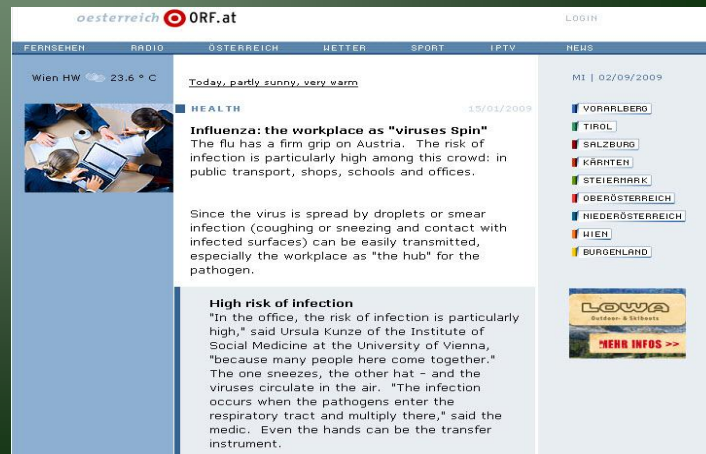 oesterreich ORF.at
LOGIN
FERNSEHEN RADIO ÖSTERREICH WETTER SPORT IPTV NEWS
Wien HW 23.6 ° C
Today, partly sunny, very warm
MI | 02/09/2009
HEALTH 15/01/2009
Influenza: the workplace as "viruses Spin"
The flu has a firm grip on Austria. The risk of
infection is particularly high among this crowd: in
public transport, shops, schools and offices.
Since the virus is spread by droplets or smear
infection (coughing or sneezing and contact with
infected surfaces) can be easily transmitted,
especially the workplace as "the hub" for the
pathogen.
High risk of infection
"In the office, the risk of infection is particularly
high," said Ursula Kunze of the Institute of
Social Medicine at the University of Vienna,
"because many people here come together."
The one sneezes, the other hat - and the
viruses circulate in the air. "The infection
occurs when the pathogens enter the
respiratory tract and multiply there," said the
medic. Even the hands can be the transfer
instrument.
VORARLBERG
TIROL
SALZBURG
KÄRNTEN
STEIERMARK
OBERÖSTERREICH
NIEDERÖSTERREICH
WIEN
BURGENLAND
LOWA
Outdoor- & Skiboots
MEHR INFOS >>